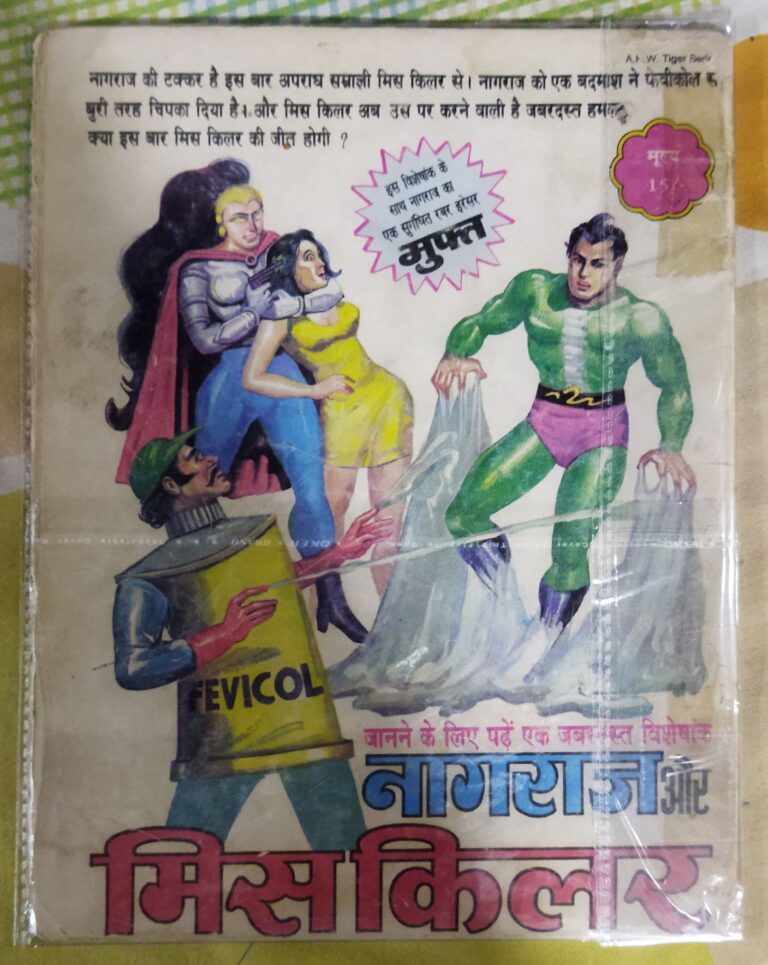 A.H.W. Tiger Serie
नागराज की टक्कर है इस बार अपराध सम्राज्ञी मिस किलर से। नागराज को एक बदमाश ने फेवीकोल
बुरी तरह चिपका दिया है। और मिस किलर अब उस पर करने वाली है जबरदस्त हमला
क्या इस बार मिस किलर की जीत होगी ?
मूल्य
15/-
इस विशेषांक के
साथ नागराज का
एक सुगंधित रबर इरेसर
मुफ्त
FEVICOL
जानने के लिए पढ़ें एक जबरदस्त विशेषांक
नागराज और
मिस किलर